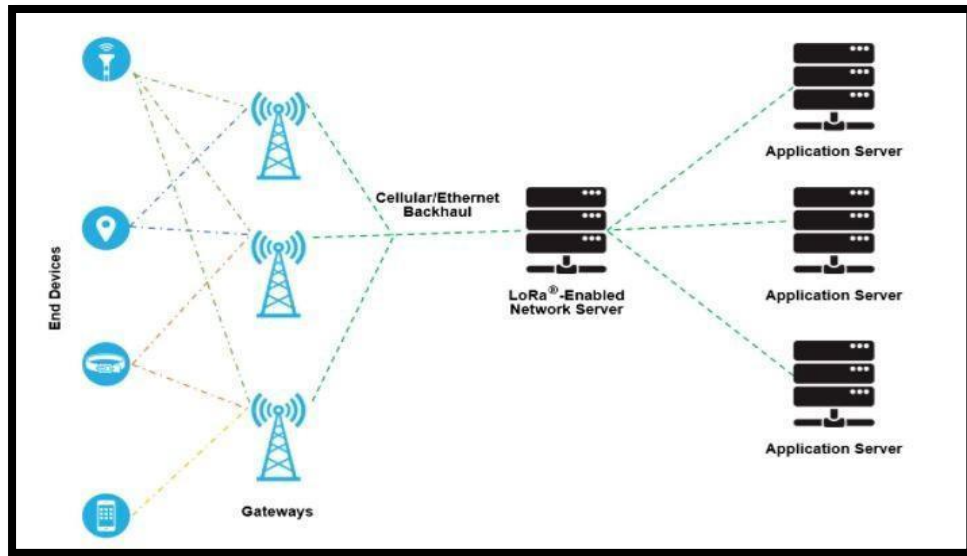 End Devices
Gateways
Cellular/Ethernet
Backhaul
LoRa®-Enabled
Network Server
Application Server
Application Server
Application Server